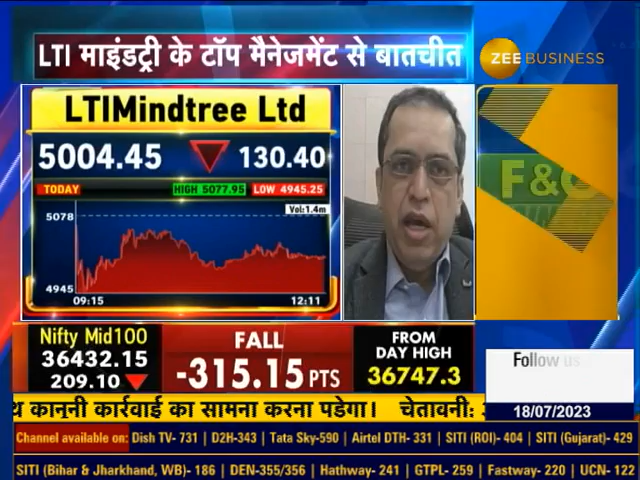 LTI माइंडट्री के टॉप मैनेजमेंट से बातचीत
ZEE BUSINESS
LTIMindtree Ltd
5004.45 130.40
TODAY HIGH 5077.95 LOW 4945.25
Vol:1.4m
5078
4945
09:15 12:11
F&O
Nifty Mid100
36432.15
209.10
FALL
-315.15 PTS
FROM
DAY HIGH
36747.3
Follow us
थ कानूनी कार्रवाई का सामना करना पड़ेगा। चेतावनी:
18/07/2023
Channel available on: Dish TV- 731 | D2H-343 | Tata Sky-590 | Airtel DTH- 331 | SITI (ROI)- 404 | SITI (Gujarat)- 429
SITI (Bihar & Jharkhand, WB)- 186 | DEN-355/356 | Hathway- 241 | GTPL- 259 | Fastway- 220 | UCN- 122